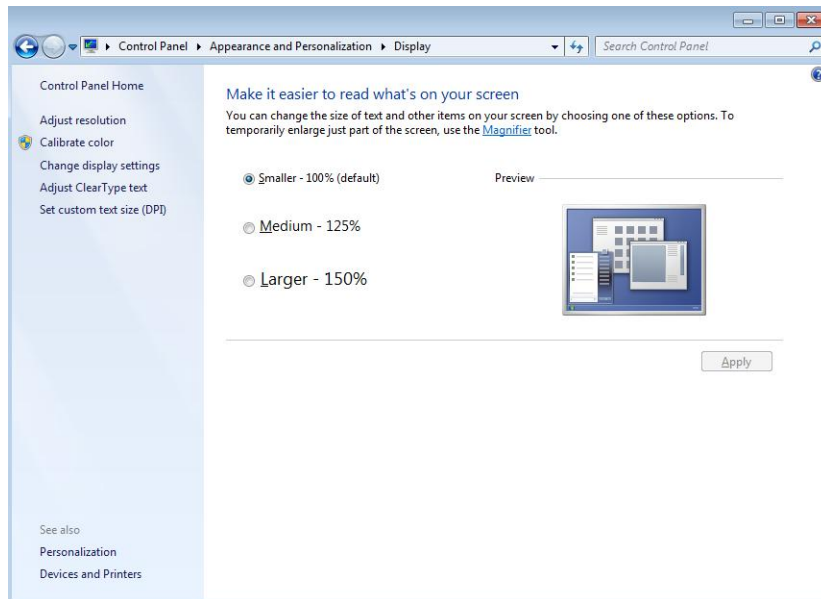 Control Panel ▸ Appearance and Personalization ▸ Display
Search Control Panel
Control Panel Home
Adjust resolution
Calibrate color
Change display settings
Adjust ClearType text
Set custom text size (DPI)
Make it easier to read what's on your screen
You can change the size of text and other items on your screen by choosing one of these options. To
temporarily enlarge just part of the screen, use the Magnifier tool.
Smaller - 100% (default)
Preview
Medium - 125%
Larger - 150%
Apply
See also
Personalization
Devices and Printers